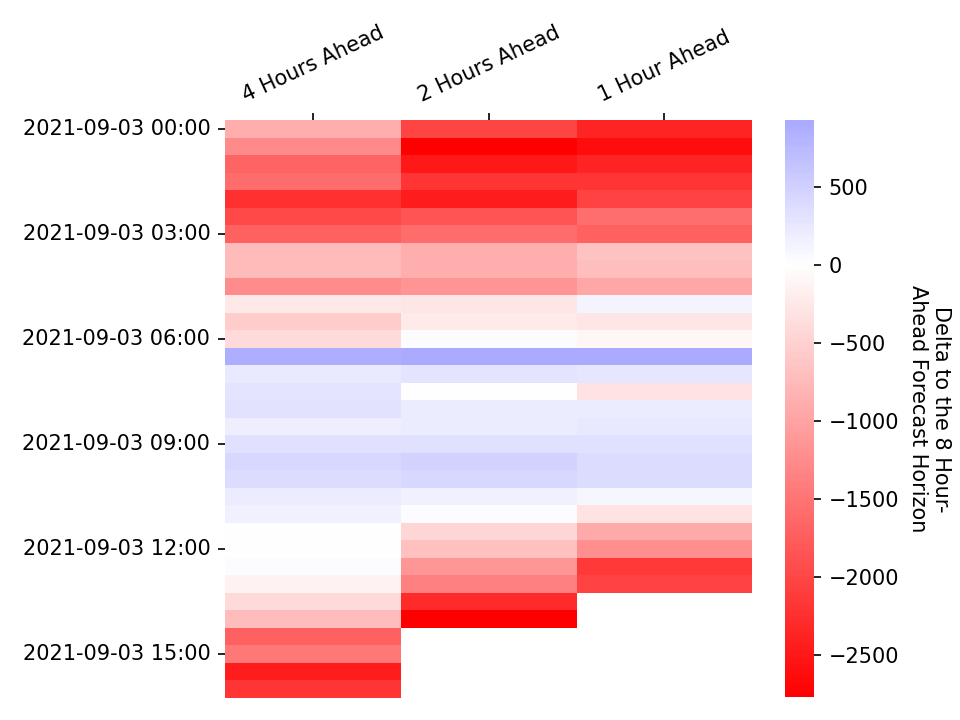 4 Hours Ahead
2 Hours Ahead
1 Hour Ahead
2021-09-03 00:00
2021-09-03 03:00
2021-09-03 06:00
2021-09-03 09:00
2021-09-03 12:00
2021-09-03 15:00
500
0
−500
−1000
−1500
−2000
−2500
Delta to the 8 Hour-
Ahead Forecast Horizon